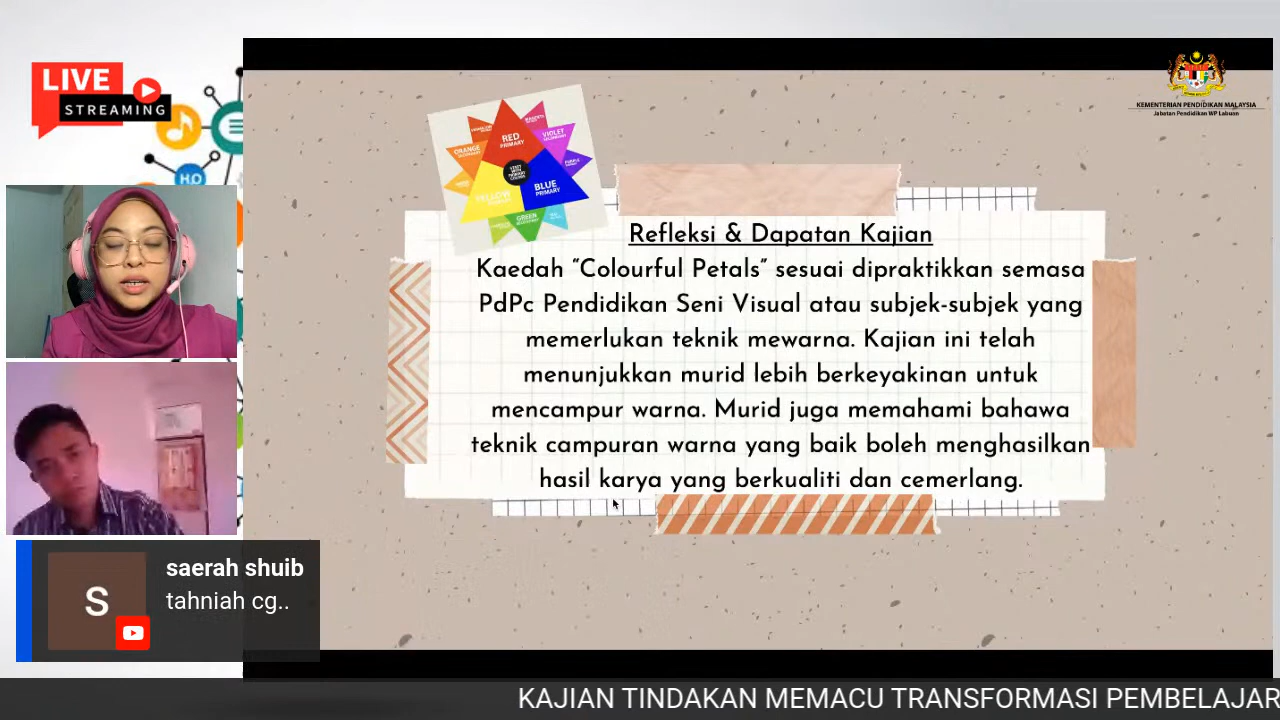 LIVE
STREAMING
KEMENTERIAN PENDIDIKAN MALAYSIA
Jabatan Pendidikan WP Labuan
RED
PRIMARY
VIOLET
ORANGE
YELLOW
BLUE
PRIMARY
GREEN
H₂O
Refleksi & Dapatan Kajian
Kaedah “Colourful Petals” sesuai dipraktikkan semasa
PdPc Pendidikan Seni Visual atau subjek-subjek yang
memerlukan teknik mewarna. Kajian ini telah
menunjukkan murid lebih berkeyakinan untuk
mencampur warna. Murid juga memahami bahawa
teknik campuran warna yang baik boleh menghasilkan
hasil karya yang berkualiti dan cemerlang.
S
saerah shuib
tahniah cg..
KAJIAN TINDAKAN MEMACU TRANSFORMASI PEMBELAJAR